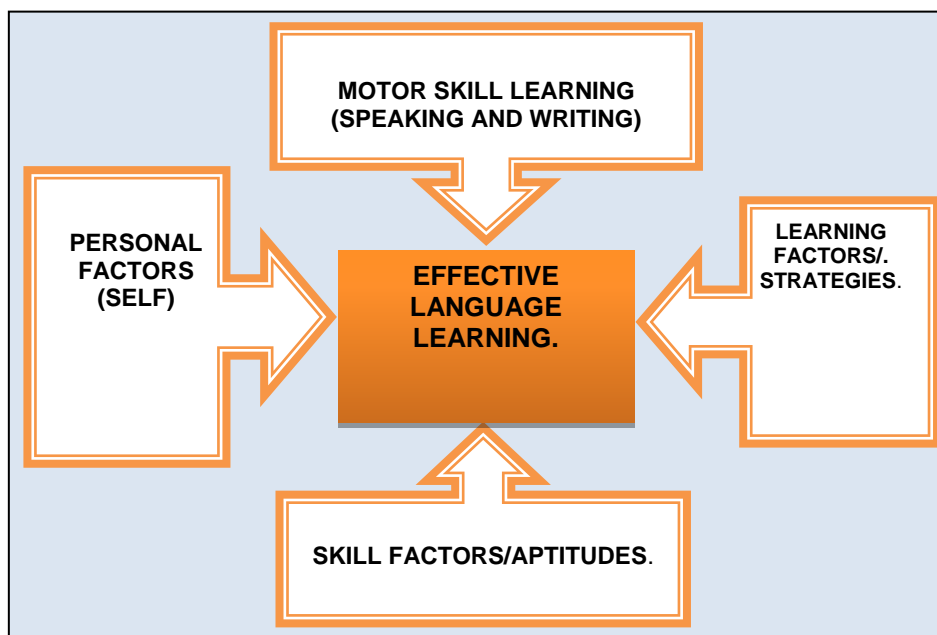 MOTOR SKILL LEARNING
(SPEAKING AND WRITING)
PERSONAL
FACTORS
(SELF)
EFFECTIVE
LANGUAGE
LEARNING.
LEARNING
FACTORS/.
STRATEGIES.
SKILL FACTORS/APTITUDES.